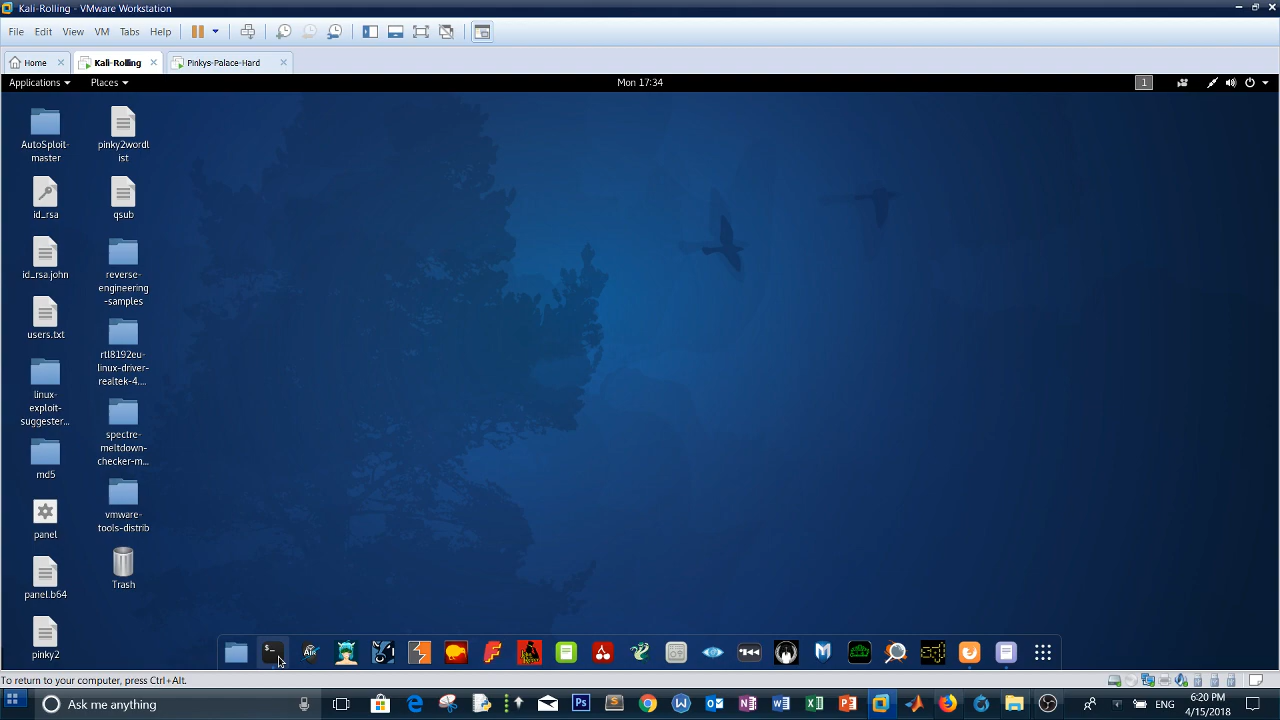 Kali-Rolling - VMware Workstation
File Edit View VM Tabs Help
Home Kali-Rolling Pinkys-Palace-Hard
Applications Places Mon 17:34 1
AutoSploit-
master
pinky2wordl
ist
id_rsa
qsub
id_rsa.john
reverse-
engineering
-samples
users.txt
rtl8192eu-
linux-driver-
realtek-4....
linux-
exploit-
suggester...
spectre-
meltdown-
checker-m...
md5
vmware-
tools-distrib
panel
Trash
panel.b64
pinky2
To return to your computer, press Ctrl+Alt.
Ask me anything
ENG
6:20 PM
4/15/2018